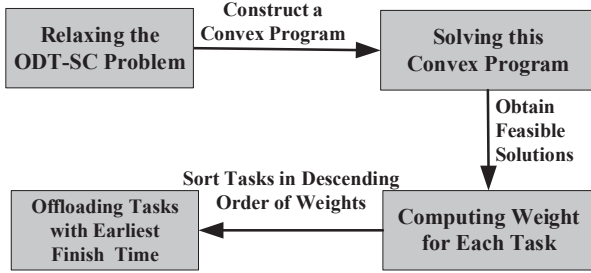 Relaxing the
ODT-SC Problem
Construct a
Convex Program
Solving this
Convex Program
Obtain
Feasible
Solutions
Computing Weight
for Each Task
Sort Tasks in Descending
Order of Weights
Offloading Tasks
with Earliest
Finish Time